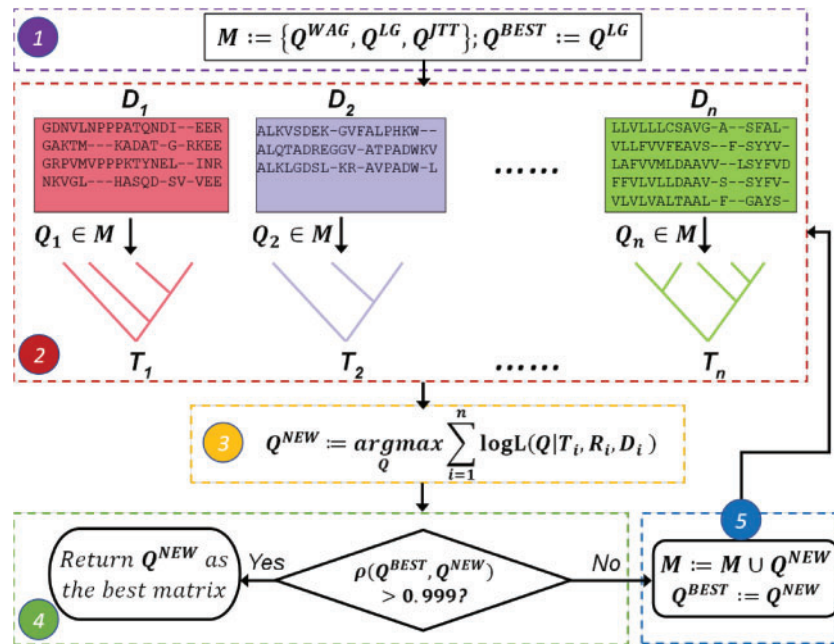 1
M := {Q^WAG, Q^LG, Q^JTT}; Q^BEST := Q^LG
D_1
GDNVLNPPPATQNDI--EER
GAKTM---KADAT-G-RKEE
GRPVMVPPPKTYNEL--INR
NKVGL---HASQD-SV-VEE
D_2
ALKVSDEK-GVFALPHKW--
ALQTADREGGV-ATPADWKV
ALKLGDSL-KR-AVPADW-L
......
D_n
LLVLLLCSAVG-A--SFAL-
VLLFVVFEAVS--F-SYYV-
LAFVVMLDAAVV--LSYFVD
FFVLVLLDAAV-S--SYFV-
VLVLVALTAAL-F--GAYS-
Q_1 ∈ M
Q_2 ∈ M
Q_n ∈ M
2
T_1
T_2
......
T_n
3
Q^NEW := argmax_Q ∑_{i=1}^{n} logL(Q|T_i, R_i, D_i)
4
Return Q^NEW as
the best matrix
Yes
ρ(Q^BEST, Q^NEW)
> 0.999?
No
5
M := M ∪ Q^NEW
Q^BEST := Q^NEW